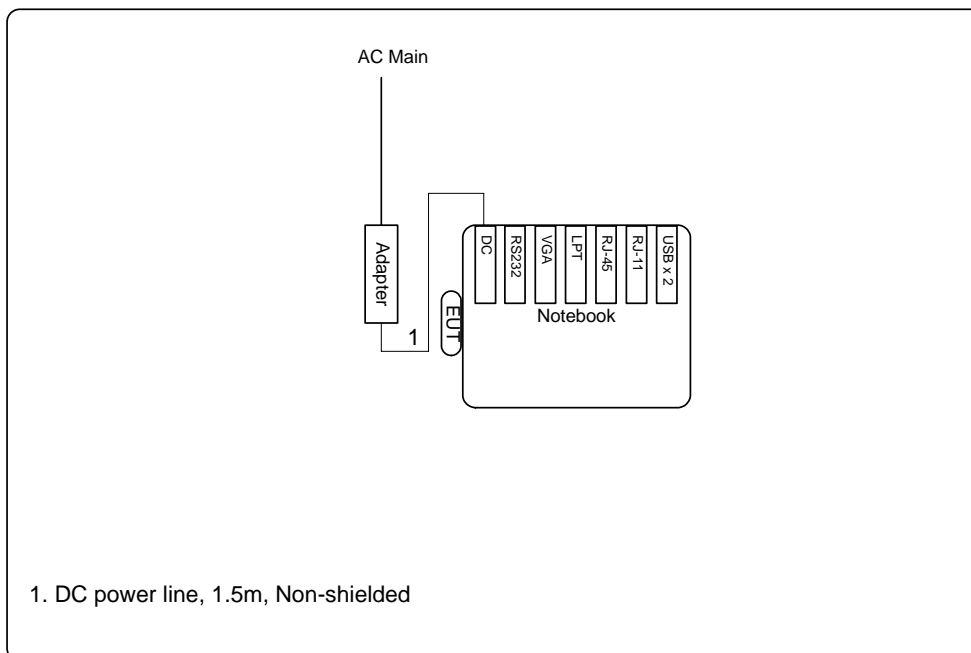 AC Main
Adapter
1
EUT
DC
RS232
VGA
LPT
RJ-45
RJ-11
USB x 2
Notebook
1. DC power line, 1.5m, Non-shielded